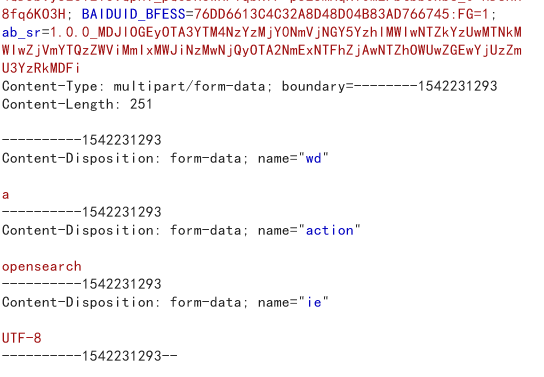 8fq6KO3H; BAIDUID_BFESS=76DD6613C4C32A8D48D04B83AD766745:FG=1;
ab_sr=1.0.0_MDJlOGEyOTA3YTM4NzYzMjY0NmVjNGY5YzhlMWIwNTZkYzUwMTNkM
WIwZjVmYTQzZWViMmIxMWJiNzMwNjQyOTA2NmExNTFhZjAwNTZhOWUwZGEwYjUzZm
U3YzRkMDFi
Content-Type: multipart/form-data; boundary=--------1542231293
Content-Length: 251
----------1542231293
Content-Disposition: form-data; name="wd"
a
----------1542231293
Content-Disposition: form-data; name="action"
opensearch
----------1542231293
Content-Disposition: form-data; name="ie"
UTF-8
----------1542231293--